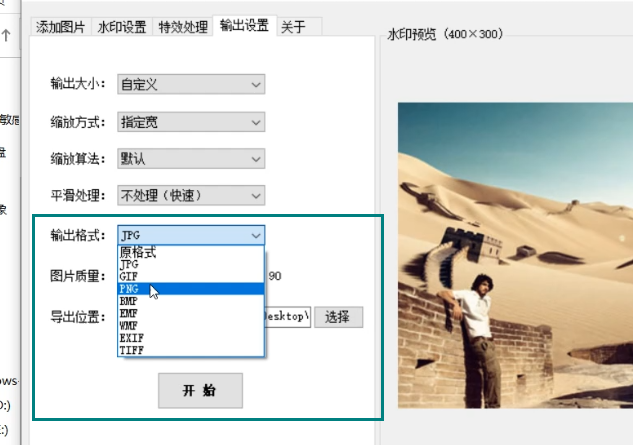 添加图片 水印设置 特效处理 输出设置 关于
水印预览（400×300）
输出大小： 自定义
缩放方式： 指定宽
缩放算法： 默认
平滑处理： 不处理（快速）
输出格式： JPG
原格式
JPG
GIF
图片质量： 90
PNG
BMP
EMF
导出位置： esktop\ 选择
WMF
EXIF
TIFF
开 始
敏感
盘
象
ows
D:)
E:)